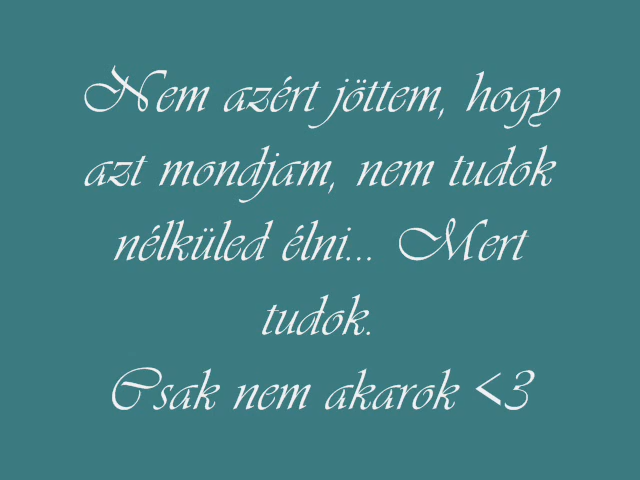 Nem azért jöttem, hogy
azt mondjam, nem tudok
nélküled élni... Mert
tudok.
Csak nem akarok <3